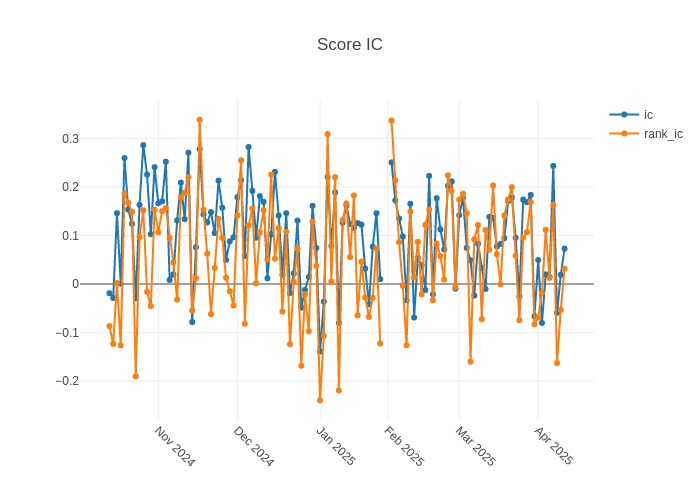 Score IC
ic
rank_ic
0.3
0.2
0.1
0
−0.1
−0.2
Nov 2024
Dec 2024
Jan 2025
Feb 2025
Mar 2025
Apr 2025